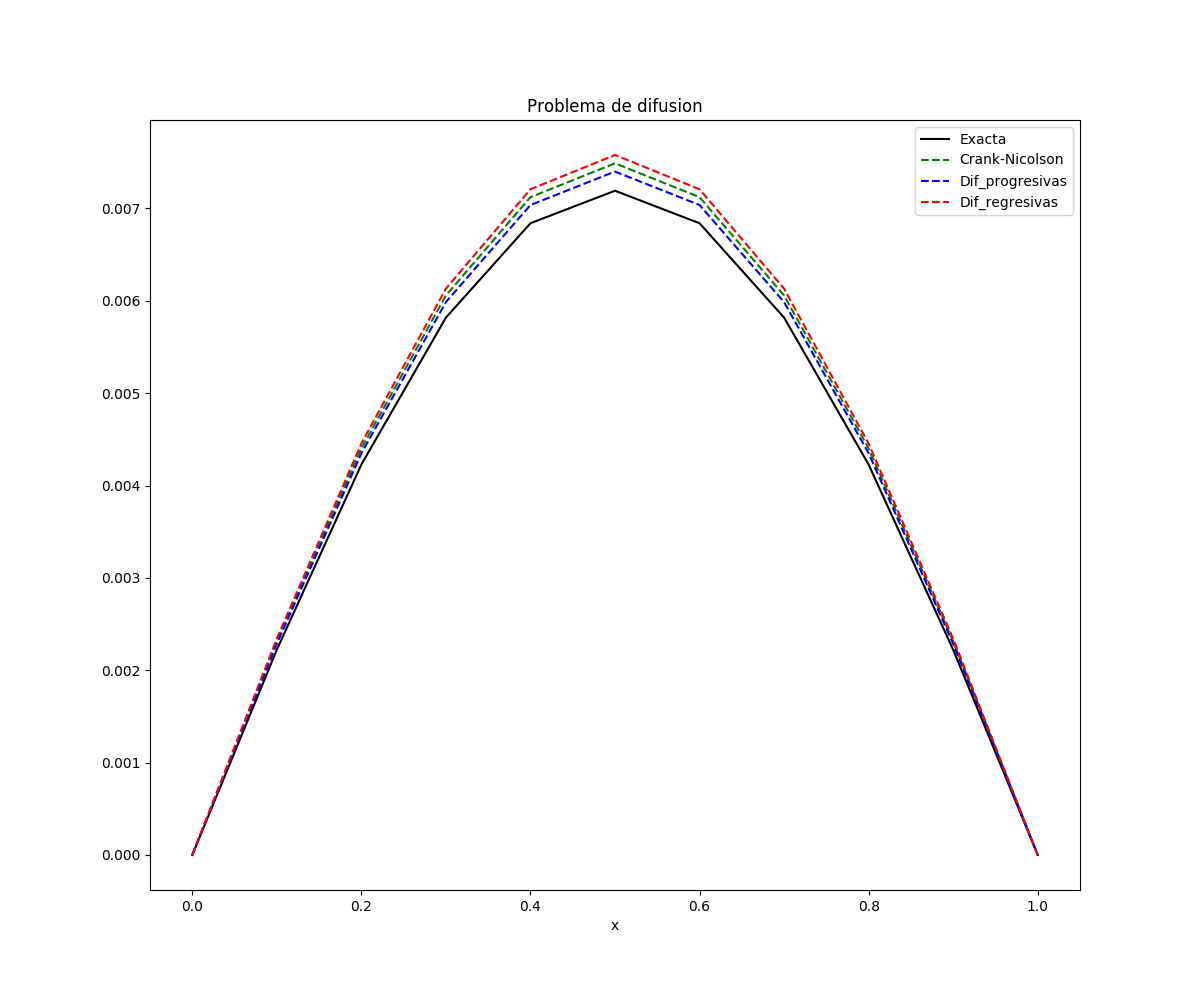 Problema de difusion
Exacta
Crank-Nicolson
Dif_progresivas
Dif_regresivas
0.007
0.006
0.005
0.004
0.003
0.002
0.001
0.000
0.0 0.2 0.4 0.6 0.8 1.0
x